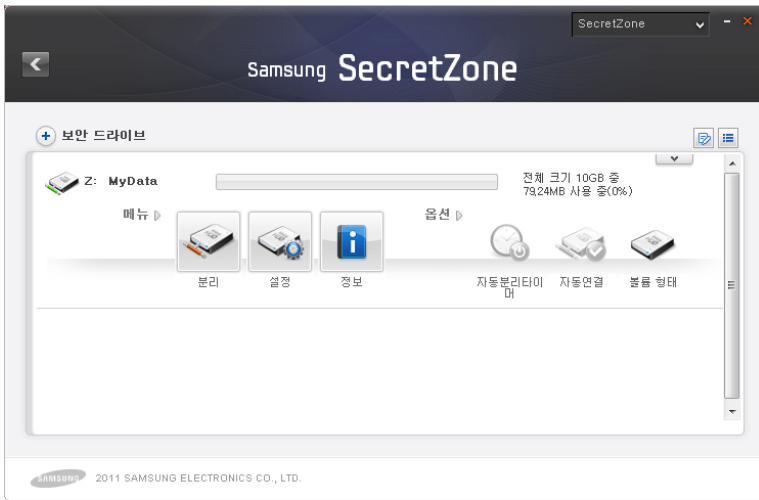 SecretZone
Samsung SecretZone
보안 드라이브
Z: MyData
전체 크기 10GB 중
79,24MB 사용 중(0%)
메뉴
옵션
분리
설정
정보
자동분리타이
머
자동연결
볼륨 형태
SAMSUNG
2011 SAMSUNG ELECTRONICS CO., LTD.